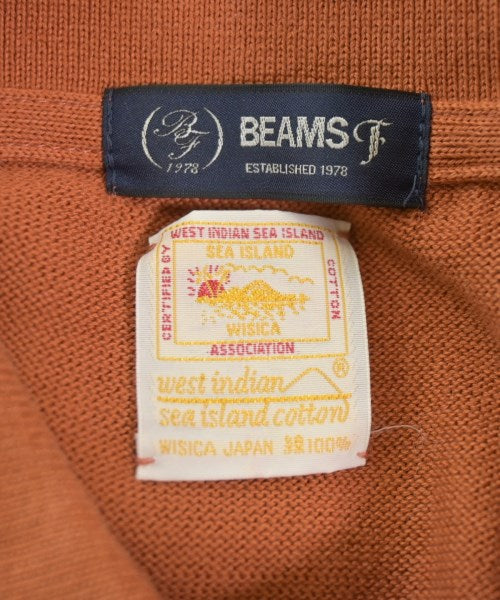 BF
1978
BEAMS F
ESTABLISHED 1978
WEST INDIAN SEA ISLAND
CERTIFIED BY
SEA ISLAND
WISICA
COTTON
ASSOCIATION
west indian ®
sea island cotton
WISICA JAPAN 綿100%